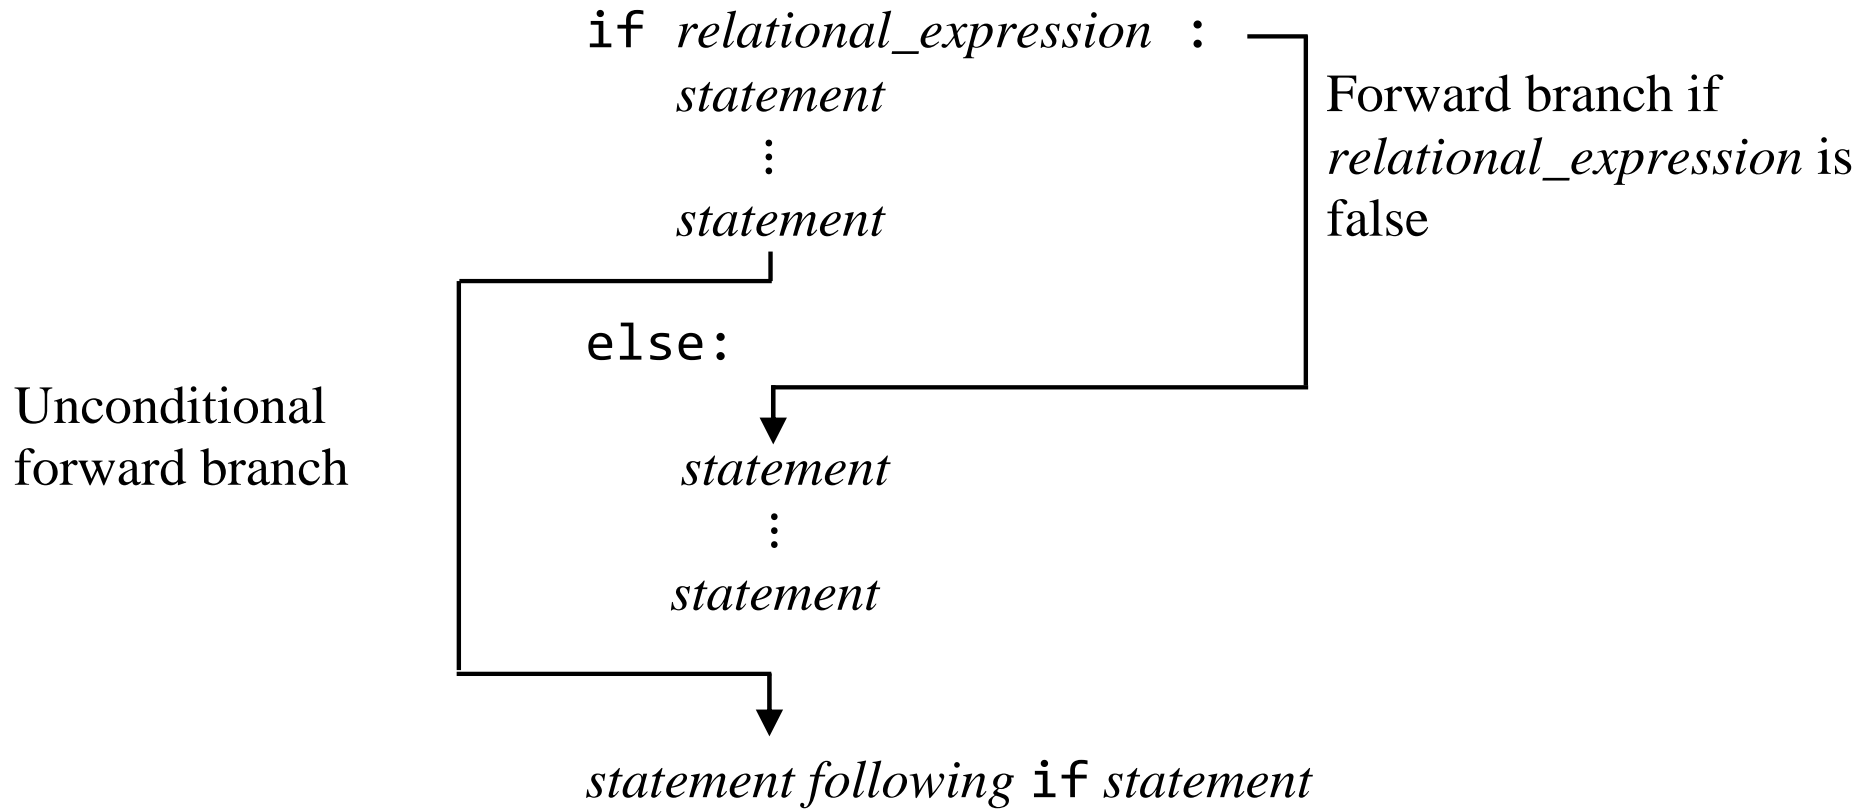 if relational_expression :
statement
⋮
statement
Forward branch if
relational_expression is
false
else:
Unconditional
forward branch
statement
⋮
statement
statement following if statement